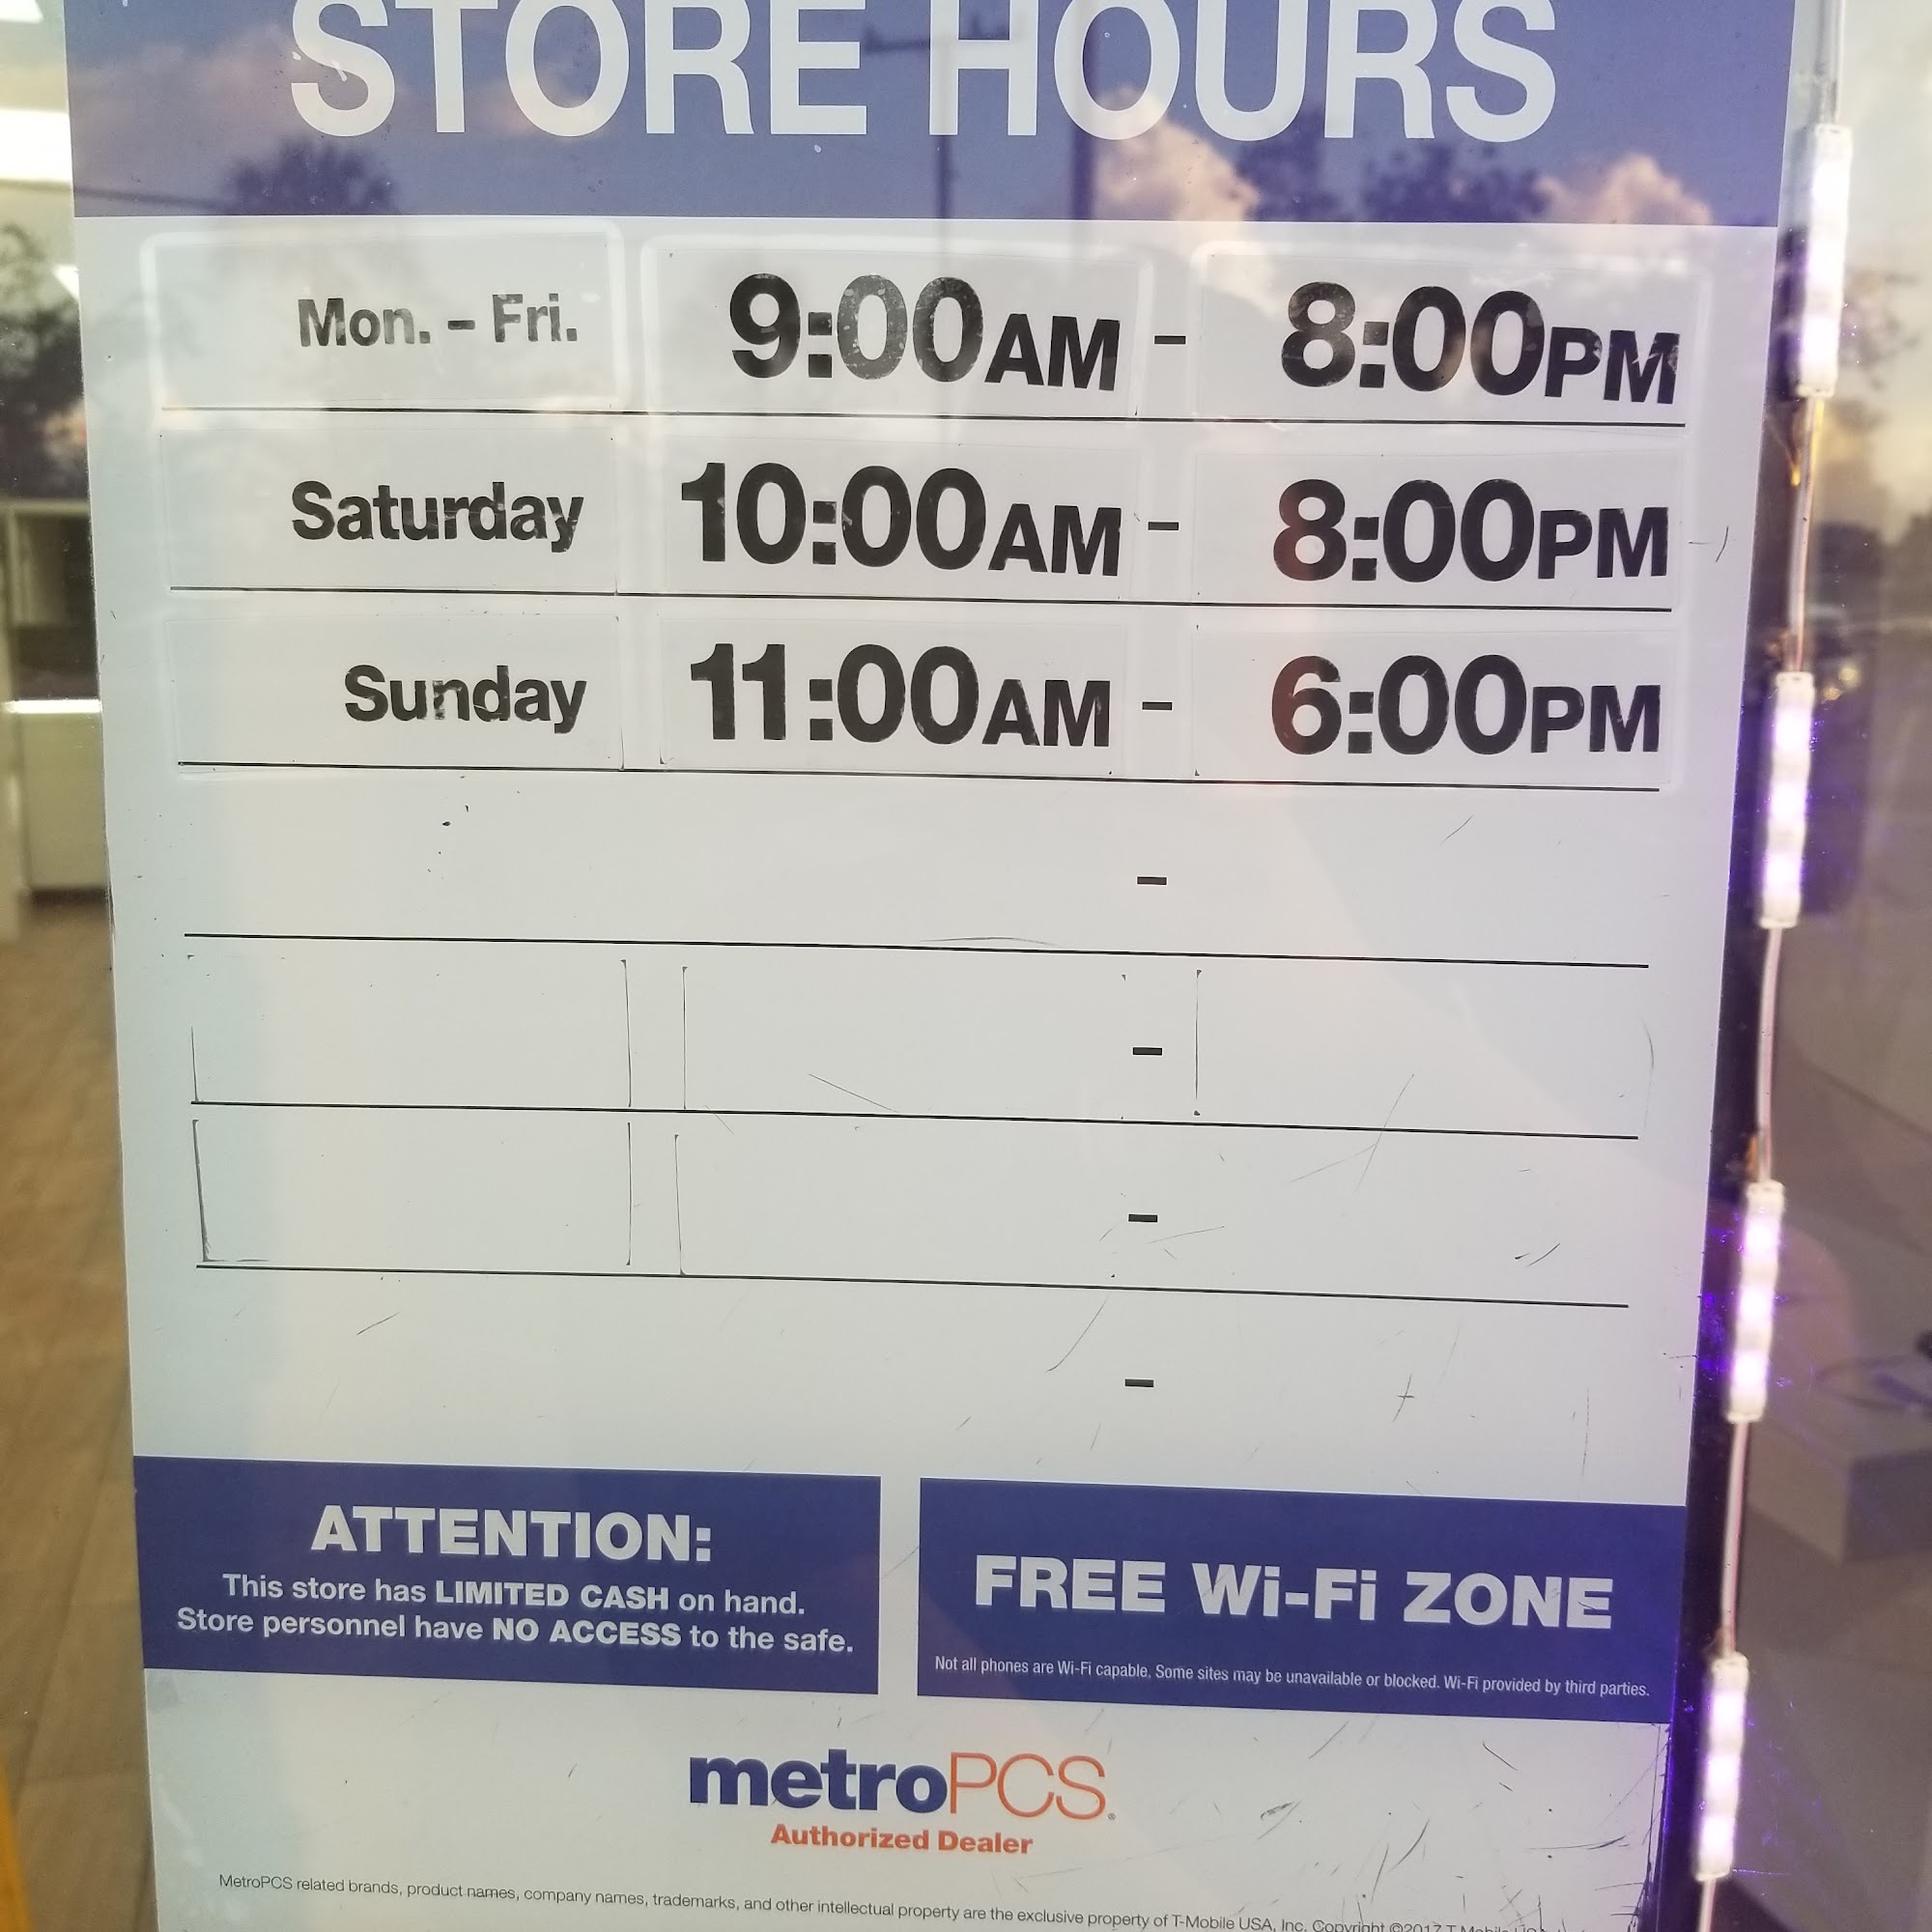 STORE HOURS
Mon. - Fri. 9:00AM - 8:00PM
Saturday 10:00AM - 8:00PM
Sunday 11:00AM - 6:00PM
-
-
-
-
ATTENTION:
This store has LIMITED CASH on hand.
Store personnel have NO ACCESS to the safe.
FREE Wi-Fi ZONE
Not all phones are Wi-Fi capable. Some sites may be unavailable or blocked. Wi-Fi provided by third parties.
metroPCS®
Authorized Dealer
MetroPCS related brands, product names, company names, trademarks, and other intellectual property are the exclusive property of T-Mobile USA, Inc. Copyright ©2017 T-Mobile